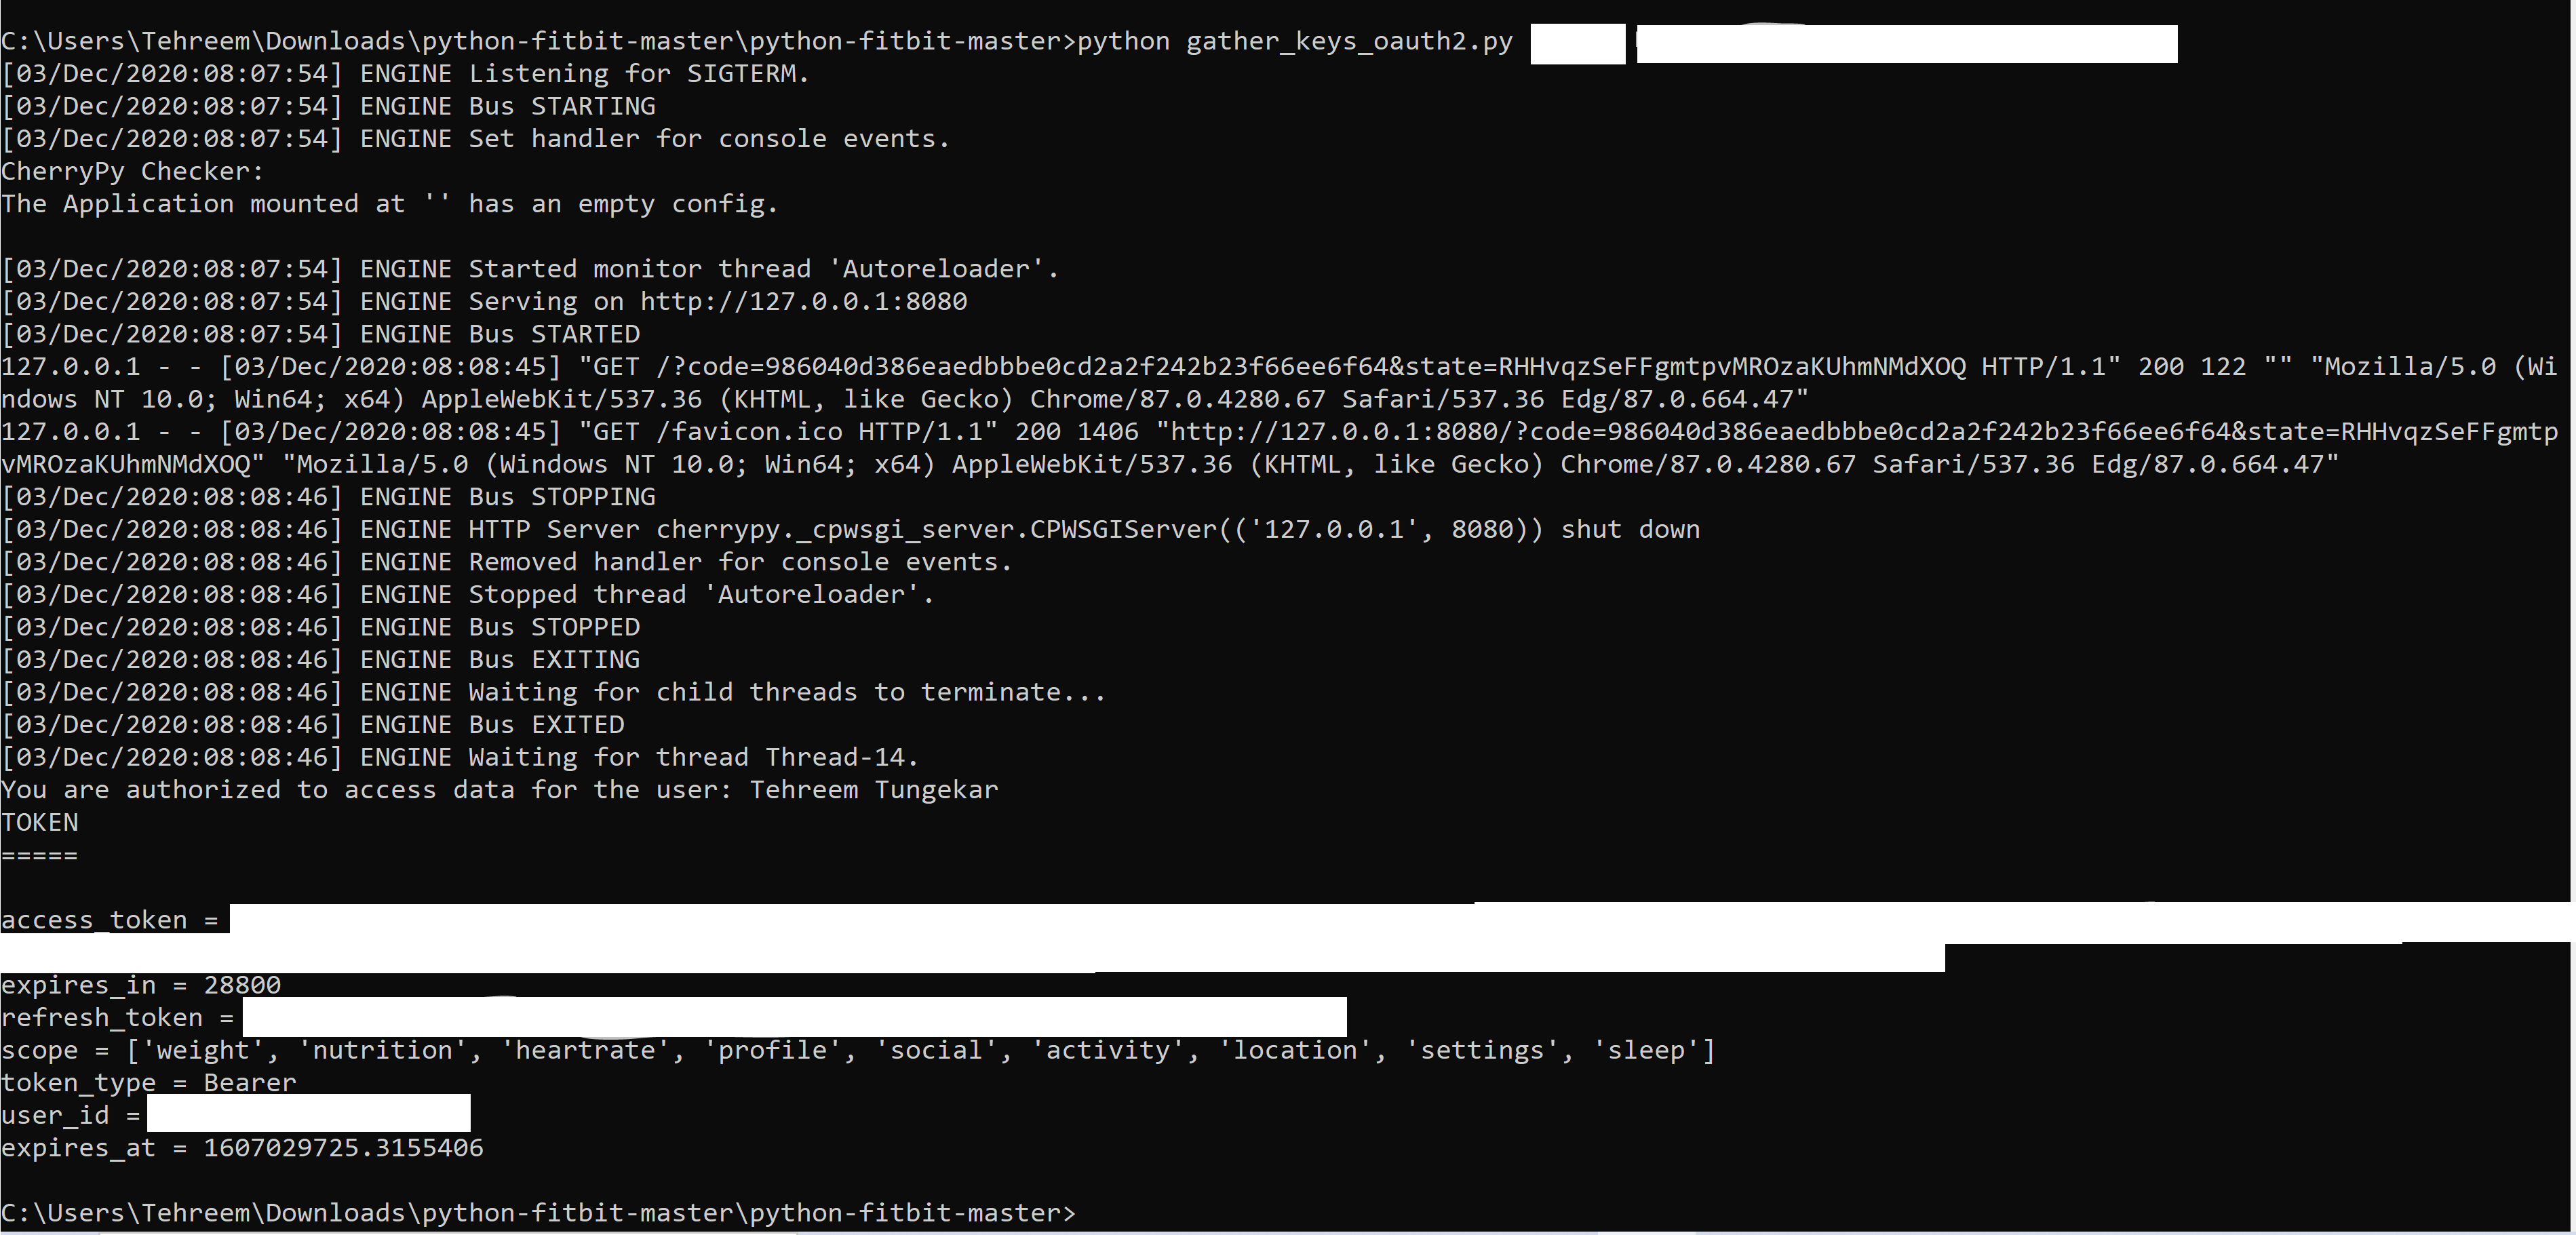 C:\Users\Tehreem\Downloads\python-fitbit-master\python-fitbit-master>python gather_keys_oauth2.py
[03/Dec/2020:08:07:54] ENGINE Listening for SIGTERM.
[03/Dec/2020:08:07:54] ENGINE Bus STARTING
[03/Dec/2020:08:07:54] ENGINE Set handler for console events.
CherryPy Checker:
The Application mounted at '' has an empty config.
[03/Dec/2020:08:07:54] ENGINE Started monitor thread 'Autoreloader'.
[03/Dec/2020:08:07:54] ENGINE Serving on http://127.0.0.1:8080
[03/Dec/2020:08:07:54] ENGINE Bus STARTED
127.0.0.1 - - [03/Dec/2020:08:08:45] "GET /?code=986040d386eaedbbbe0cd2a2f242b23f66ee6f64&state=RHHvqzSeFFgmtpvMROzaKUhmNMdXOQ HTTP/1.1" 200 122 "" "Mozilla/5.0 (Wi
ndows NT 10.0; Win64; x64) AppleWebKit/537.36 (KHTML, like Gecko) Chrome/87.0.4280.67 Safari/537.36 Edg/87.0.664.47"
127.0.0.1 - - [03/Dec/2020:08:08:45] "GET /favicon.ico HTTP/1.1" 200 1406 "http://127.0.0.1:8080/?code=986040d386eaedbbbe0cd2a2f242b23f66ee6f64&state=RHHvqzSeFFgmtp
vMROzaKUhmNMdXOQ" "Mozilla/5.0 (Windows NT 10.0; Win64; x64) AppleWebKit/537.36 (KHTML, like Gecko) Chrome/87.0.4280.67 Safari/537.36 Edg/87.0.664.47"
[03/Dec/2020:08:08:46] ENGINE Bus STOPPING
[03/Dec/2020:08:08:46] ENGINE HTTP Server cherrypy._cpwsgi_server.CPWSGIServer(('127.0.0.1', 8080)) shut down
[03/Dec/2020:08:08:46] ENGINE Removed handler for console events.
[03/Dec/2020:08:08:46] ENGINE Stopped thread 'Autoreloader'.
[03/Dec/2020:08:08:46] ENGINE Bus STOPPED
[03/Dec/2020:08:08:46] ENGINE Bus EXITING
[03/Dec/2020:08:08:46] ENGINE Waiting for child threads to terminate...
[03/Dec/2020:08:08:46] ENGINE Bus EXITED
[03/Dec/2020:08:08:46] ENGINE Waiting for thread Thread-14.
You are authorized to access data for the user: Tehreem Tungekar
TOKEN
=====
access_token =
expires_in = 28800
refresh_token =
scope = ['weight', 'nutrition', 'heartrate', 'profile', 'social', 'activity', 'location', 'settings', 'sleep']
token_type = Bearer
user_id =
expires_at = 1607029725.3155406
C:\Users\Tehreem\Downloads\python-fitbit-master\python-fitbit-master>